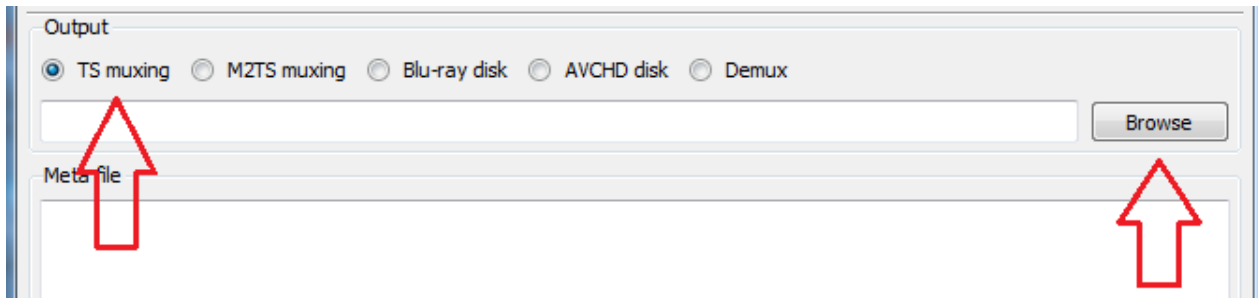 Output
TS muxing M2TS muxing Blu-ray disk AVCHD disk Demux
Browse
Meta file